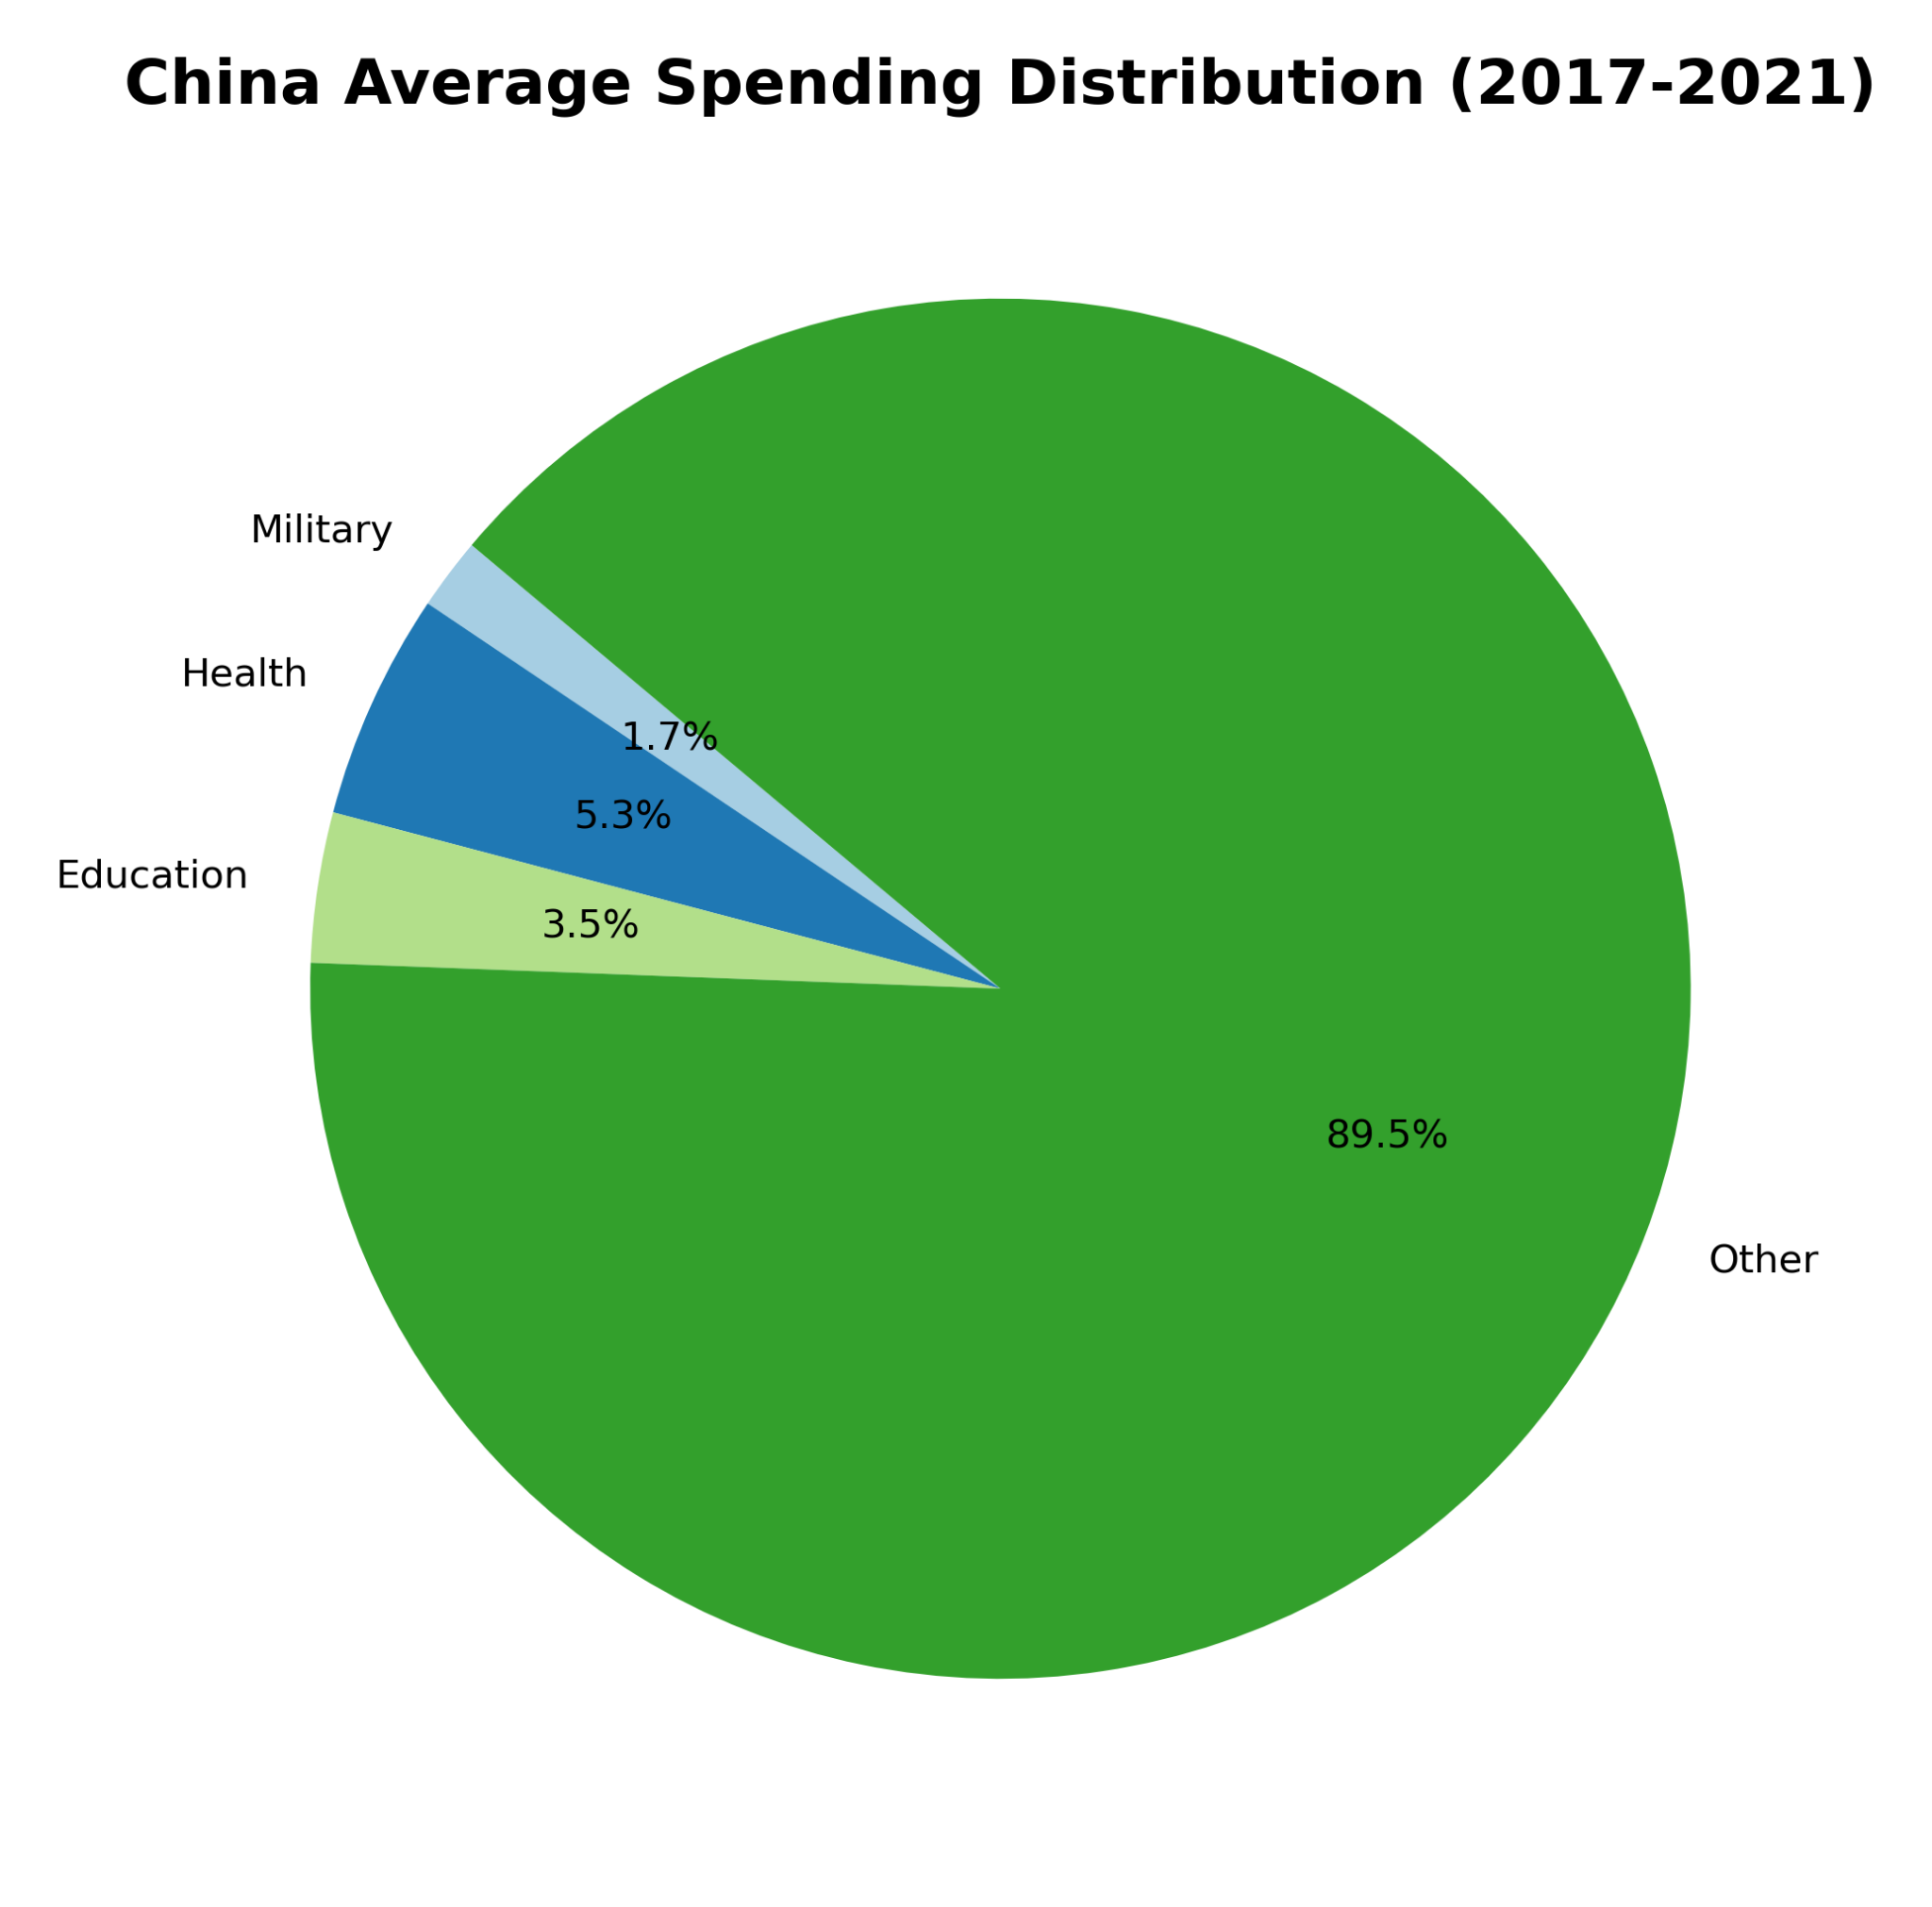 China Average Spending Distribution (2017-2021)
Military
Health
1.7%
5.3%
Education
3.5%
89.5%
Other